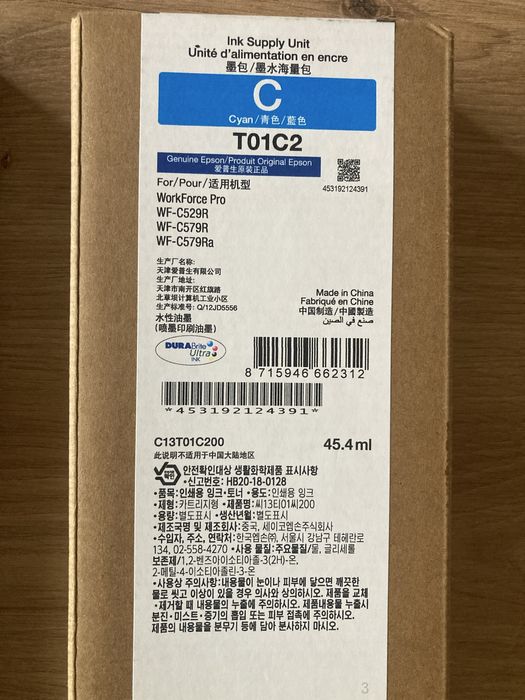 Ink Supply Unit
Unité d'alimentation en encre
墨包/墨水海量包
C
Cyan/青色/藍色
T01C2
Genuine Epson/Produit Original Epson
爱普生原装正品
453192124391
For/Pour/适用机型
WorkForce Pro
WF-C529R
WF-C579R
WF-C579Ra
生产厂名称:
天津爱普生有限公司
生产厂地址:
天津市南开区红旗路
北草坝计算机工业小区
生产标准号: Q/12JD5556
水性油墨
(喷墨印刷油墨)
Made in China
Fabriqué en Chine
中国制造/中國製造
صنع في الصين
DURABrite
Ultra
INK
8 715946 662312
*453192124391*
C13T01C200
45.4ml
此说明不适用于中国大陆地区
안전확인대상 생활화학제품 표시사항
•신고번호: HB20-18-0128
•품목: 인쇄용 잉크·토너 •용도: 인쇄용 잉크
•제형: 카트리지형 •제품명: 씨13티01씨200
•용량: 별도표시 •생산년월: 별도표시
•제조국명 및 제조회사: 중국, 세이코엡손주식회사
•수입자, 주소, 연락처: 한국엡손㈜, 서울시 강남구 테헤란로
134, 02-558-4270 •사용 물질: 주요물질/물, 글리세롤
보존제/1,2-벤즈아이소티아졸-3(2H)-온,
2-메틸-4-이소티아졸린-3-온
•사용상 주의사항: 내용물이 눈이나 피부에 닿으면 깨끗한
물로 씻고 이상이 있을 경우 의사와 상의하세요. 제품을 교체
•제거할 때 내용물의 누출에 주의하세요. 제품내용물 누출시
분진•미스트•증기의 흡입 또는 피부 접촉에 주의하세요.
제품의 내용물을 분무기 등에 담아 분사하지 마시오.
3